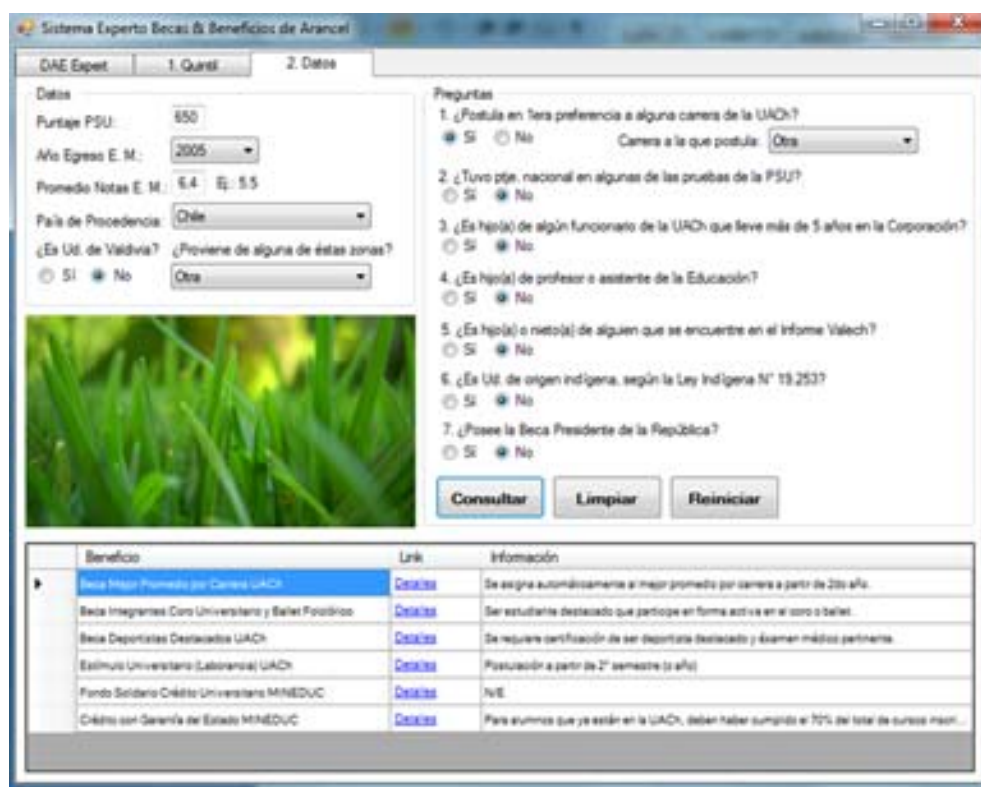 Sistema Experto Becas & Beneficios de Arancel
DAE Expert
1. Quintil
2. Datos
Datos
Puntaje PSU: 650
Año Egreso E. M.: 2005
Promedio Notas E. M. 6.4 Ej.: 5.5
País de Procedencia: Chile
¿Es Ud. de Valdivia? ¿Proviene de alguna de éstas zonas?
Sí No Otra
Preguntas
1. ¿Postula en 1era preferencia a alguna carrera de la UACh?
Sí No Carrera a la que postula: Otra
2. ¿Tuvo ptje. nacional en algunas de las pruebas de la PSU?
Sí No
3. ¿Es hijo(a) de algún funcionario de la UACh que lleve más de 5 años en la Corporación?
Sí No
4. ¿Es hijo(a) de profesor o asistente de la Educación?
Sí No
5. ¿Es hijo(a) o nieto(a) de alguien que se encuentre en el Informe Valech?
Sí No
6. ¿Es Ud. de origen indígena, según la Ley Indígena N° 19.253?
Sí No
7. ¿Posee la Beca Presidente de la República?
Sí No
Consultar Limpiar Reiniciar
Beneficio Link Información
Beca Mejor Promedio por Carrera UACh Detalles Se asigna automáticamente al mejor promedio por carrera a partir de 2do año.
Beca Integrantes Coro Universitario y Ballet Folclórico Detalles Ser estudiante destacado que participe en forma activa en el coro o ballet.
Beca Deportistas Destacados UACh Detalles Se requiere certificación de ser deportista destacado y éxamen médico pertinente.
Estímulo Universitario (Laborancia) UACh Detalles Postulación a partir de 2° semestre (o año)
Fondo Solidario Crédito Universitario MINEDUC Detalles N/E
Crédito con Garantía del Estado MINEDUC Detalles Para alumnos que ya están en la UACh, deben haber cumplido el 70% del total de cursos inscri...